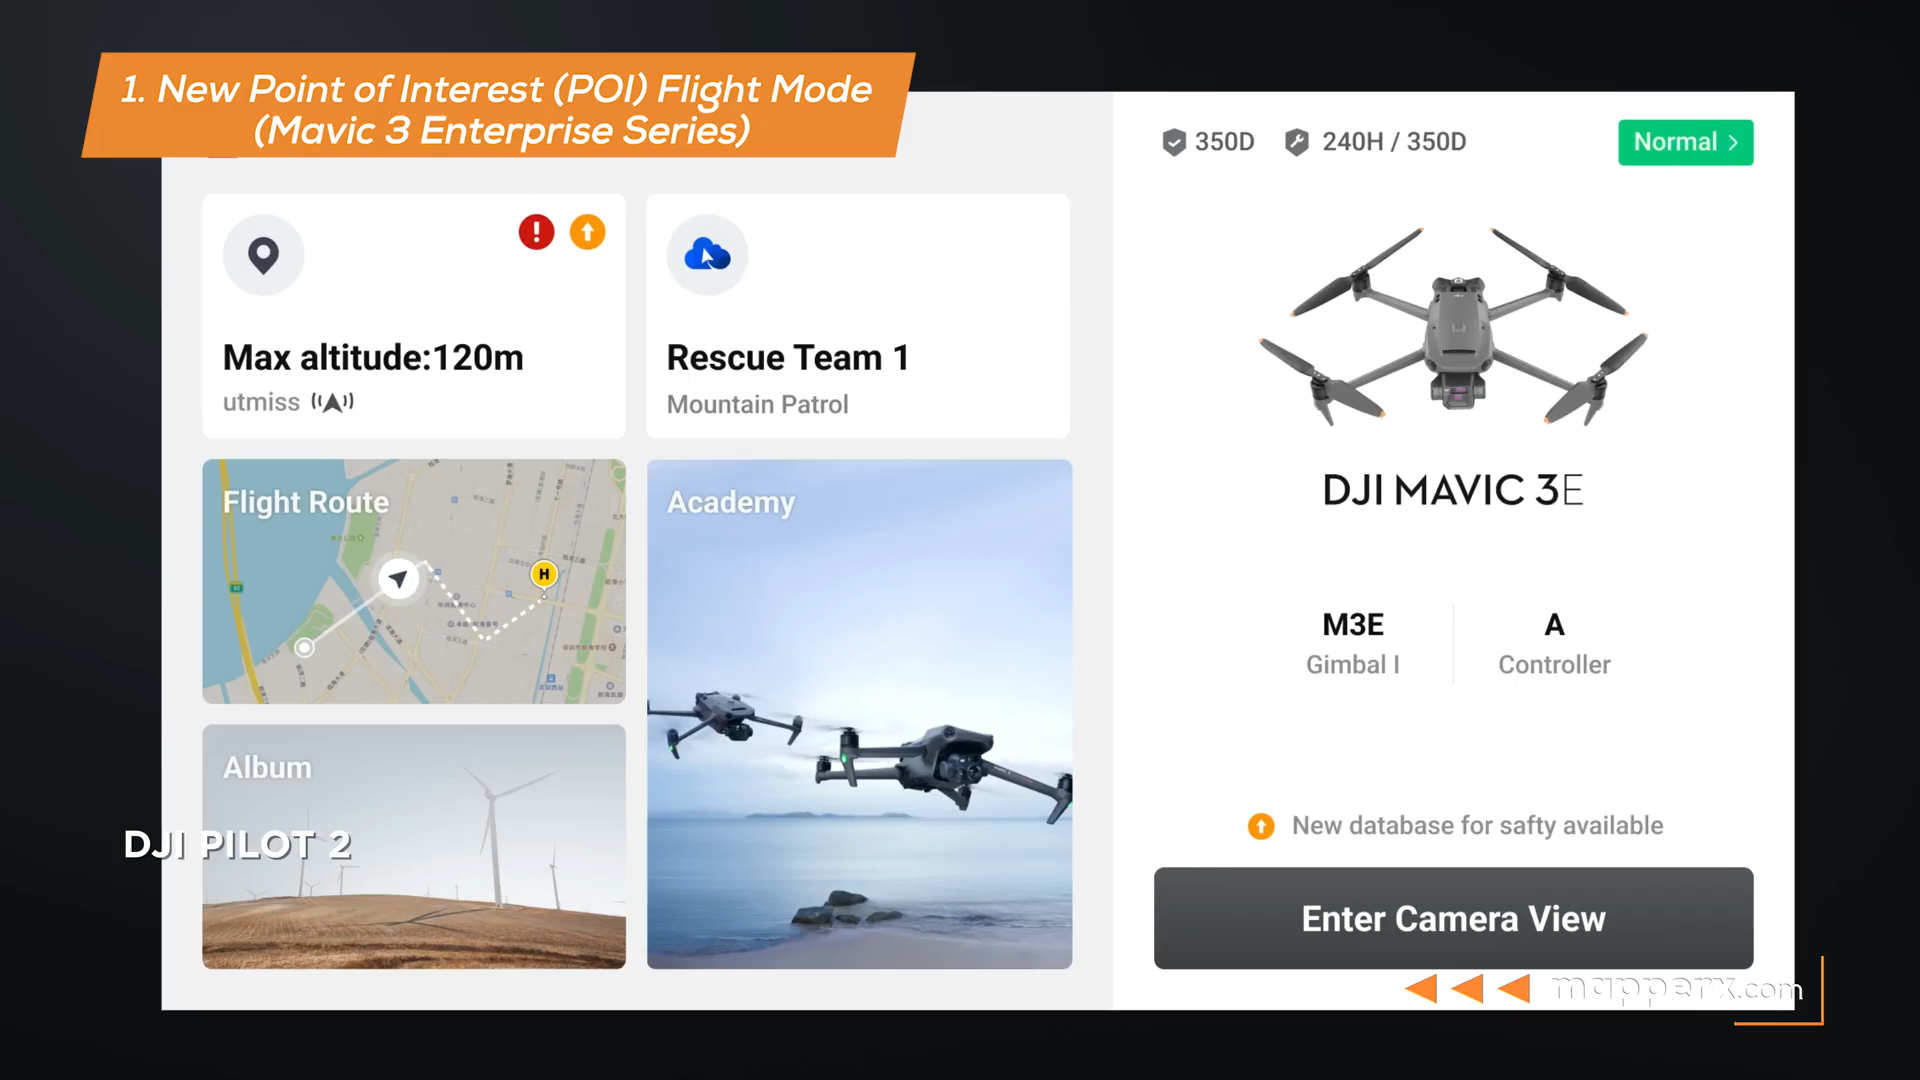 1. New Point of Interest (POI) Flight Mode
(Mavic 3 Enterprise Series)
350D
240H / 350D
Normal
Max altitude:120m
utmiss
Rescue Team 1
Mountain Patrol
Flight Route
H
Academy
Album
DJI PILOT 2
DJI MAVIC 3E
M3E
Gimbal I
A
Controller
New database for safty available
Enter Camera View
mapperx.com